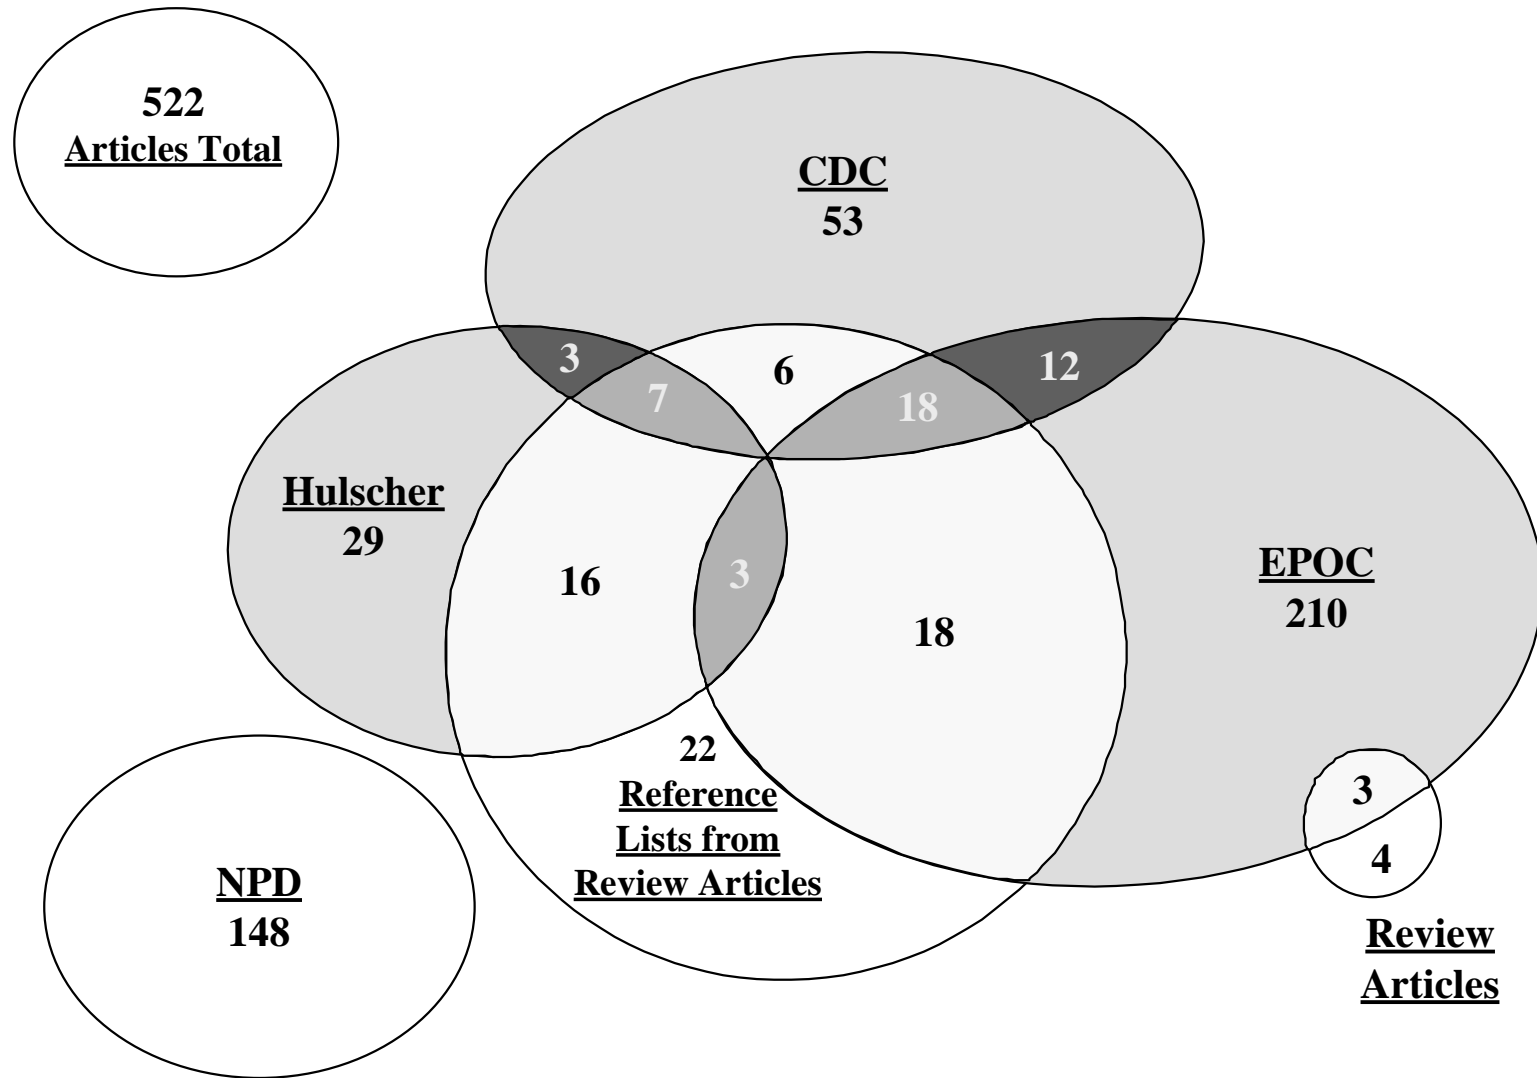 522
Articles Total
CDC
53
3
7
6
18
12
Hulscher
29
16
3
18
EPOC
210
22
Reference
Lists from
Review Articles
3
4
Review
Articles
NPD
148